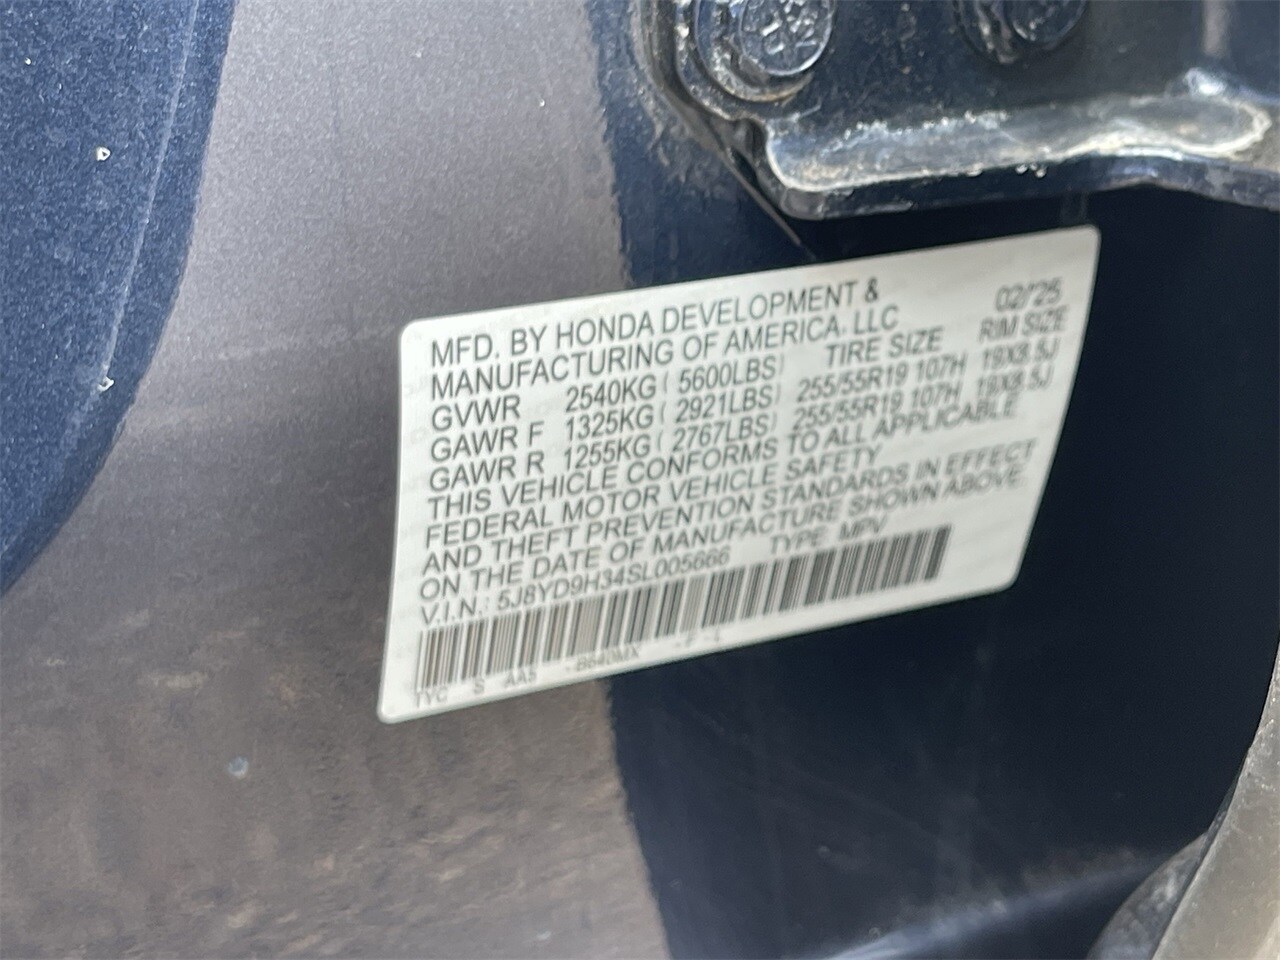 MFD. BY HONDA DEVELOPMENT & 02/25
MANUFACTURING OF AMERICA, LLC
TIRE SIZE RIM SIZE
GVWR 2540KG ( 5600LBS)
GAWR F 1325KG ( 2921LBS) 255/55R19 107H 19X8.5J
GAWR R 1255KG ( 2767LBS) 255/55R19 107H 19X8.5J
THIS VEHICLE CONFORMS TO ALL APPLICABLE
FEDERAL MOTOR VEHICLE SAFETY
AND THEFT PREVENTION STANDARDS IN EFFECT
ON THE DATE OF MANUFACTURE SHOWN ABOVE
V.I.N.: 5J8YD9H34SL005666 TYPE: MPV
TYC S AA5 -B640MX -F -L